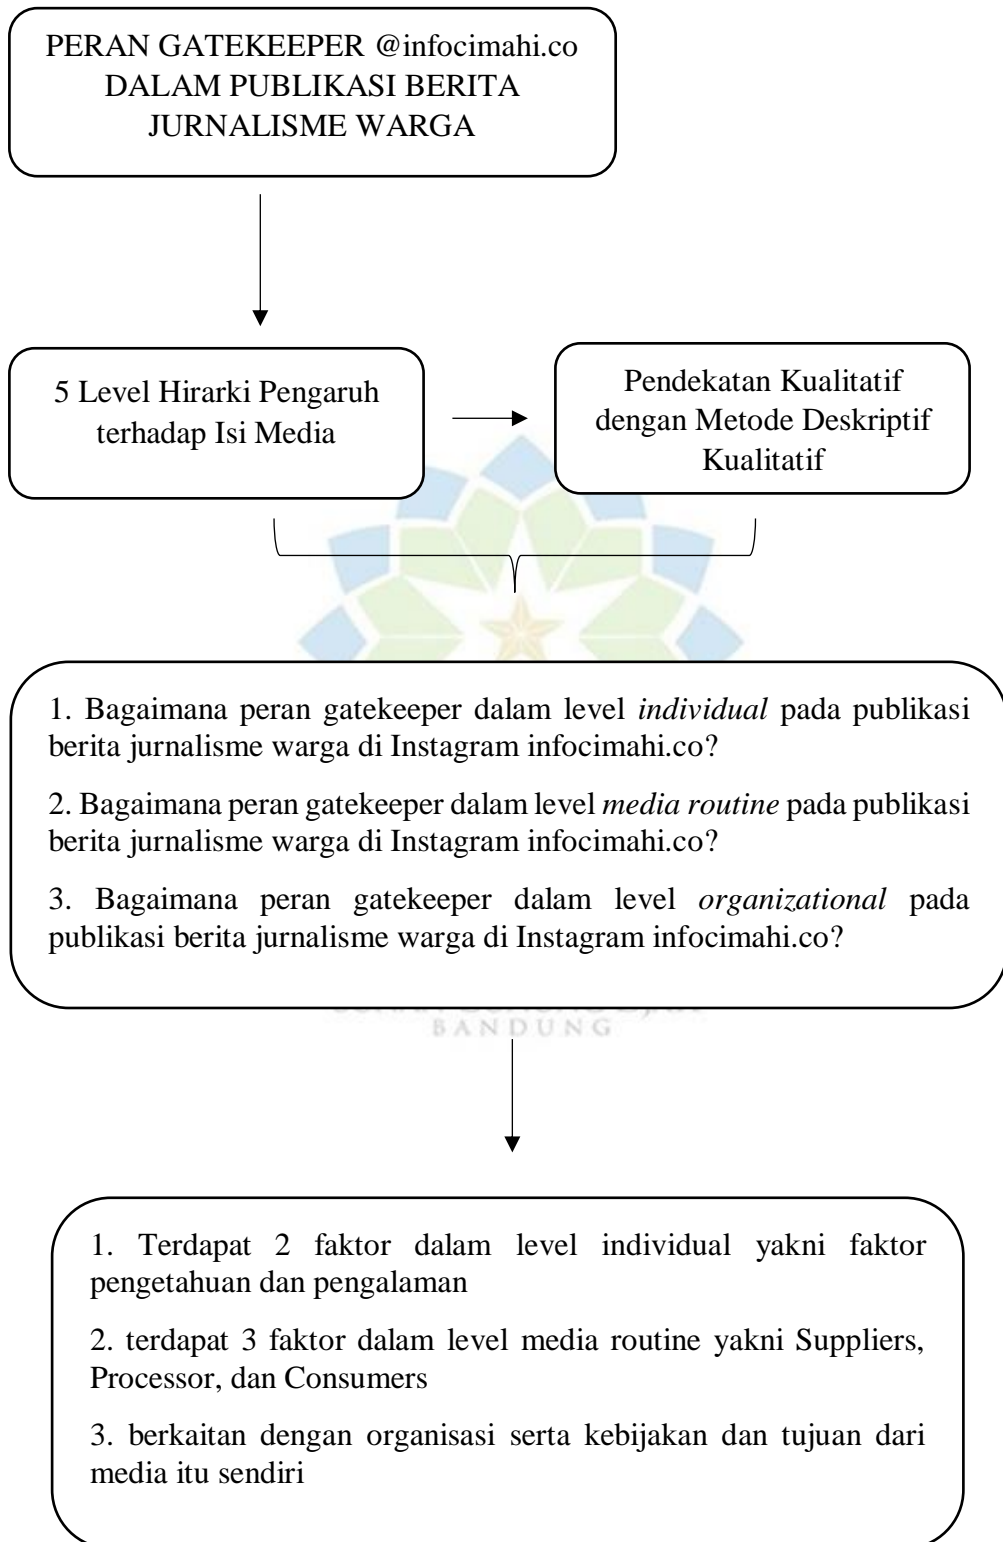 PERAN GATEKEEPER @infocimahi.co
DALAM PUBLIKASI BERITA
JURNALISME WARGA
5 Level Hirarki Pengaruh
terhadap Isi Media
Pendekatan Kualitatif
dengan Metode Deskriptif
Kualitatif
1. Bagaimana peran gatekeeper dalam level individual pada publikasi
berita jurnalisme warga di Instagram infocimahi.co?
2. Bagaimana peran gatekeeper dalam level media routine pada publikasi
berita jurnalisme warga di Instagram infocimahi.co?
3. Bagaimana peran gatekeeper dalam level organizational pada
publikasi berita jurnalisme warga di Instagram infocimahi.co?
BANDUNG
1. Terdapat 2 faktor dalam level individual yakni faktor
pengetahuan dan pengalaman
2. terdapat 3 faktor dalam level media routine yakni Suppliers,
Processor, dan Consumers
3. berkaitan dengan organisasi serta kebijakan dan tujuan dari
media itu sendiri